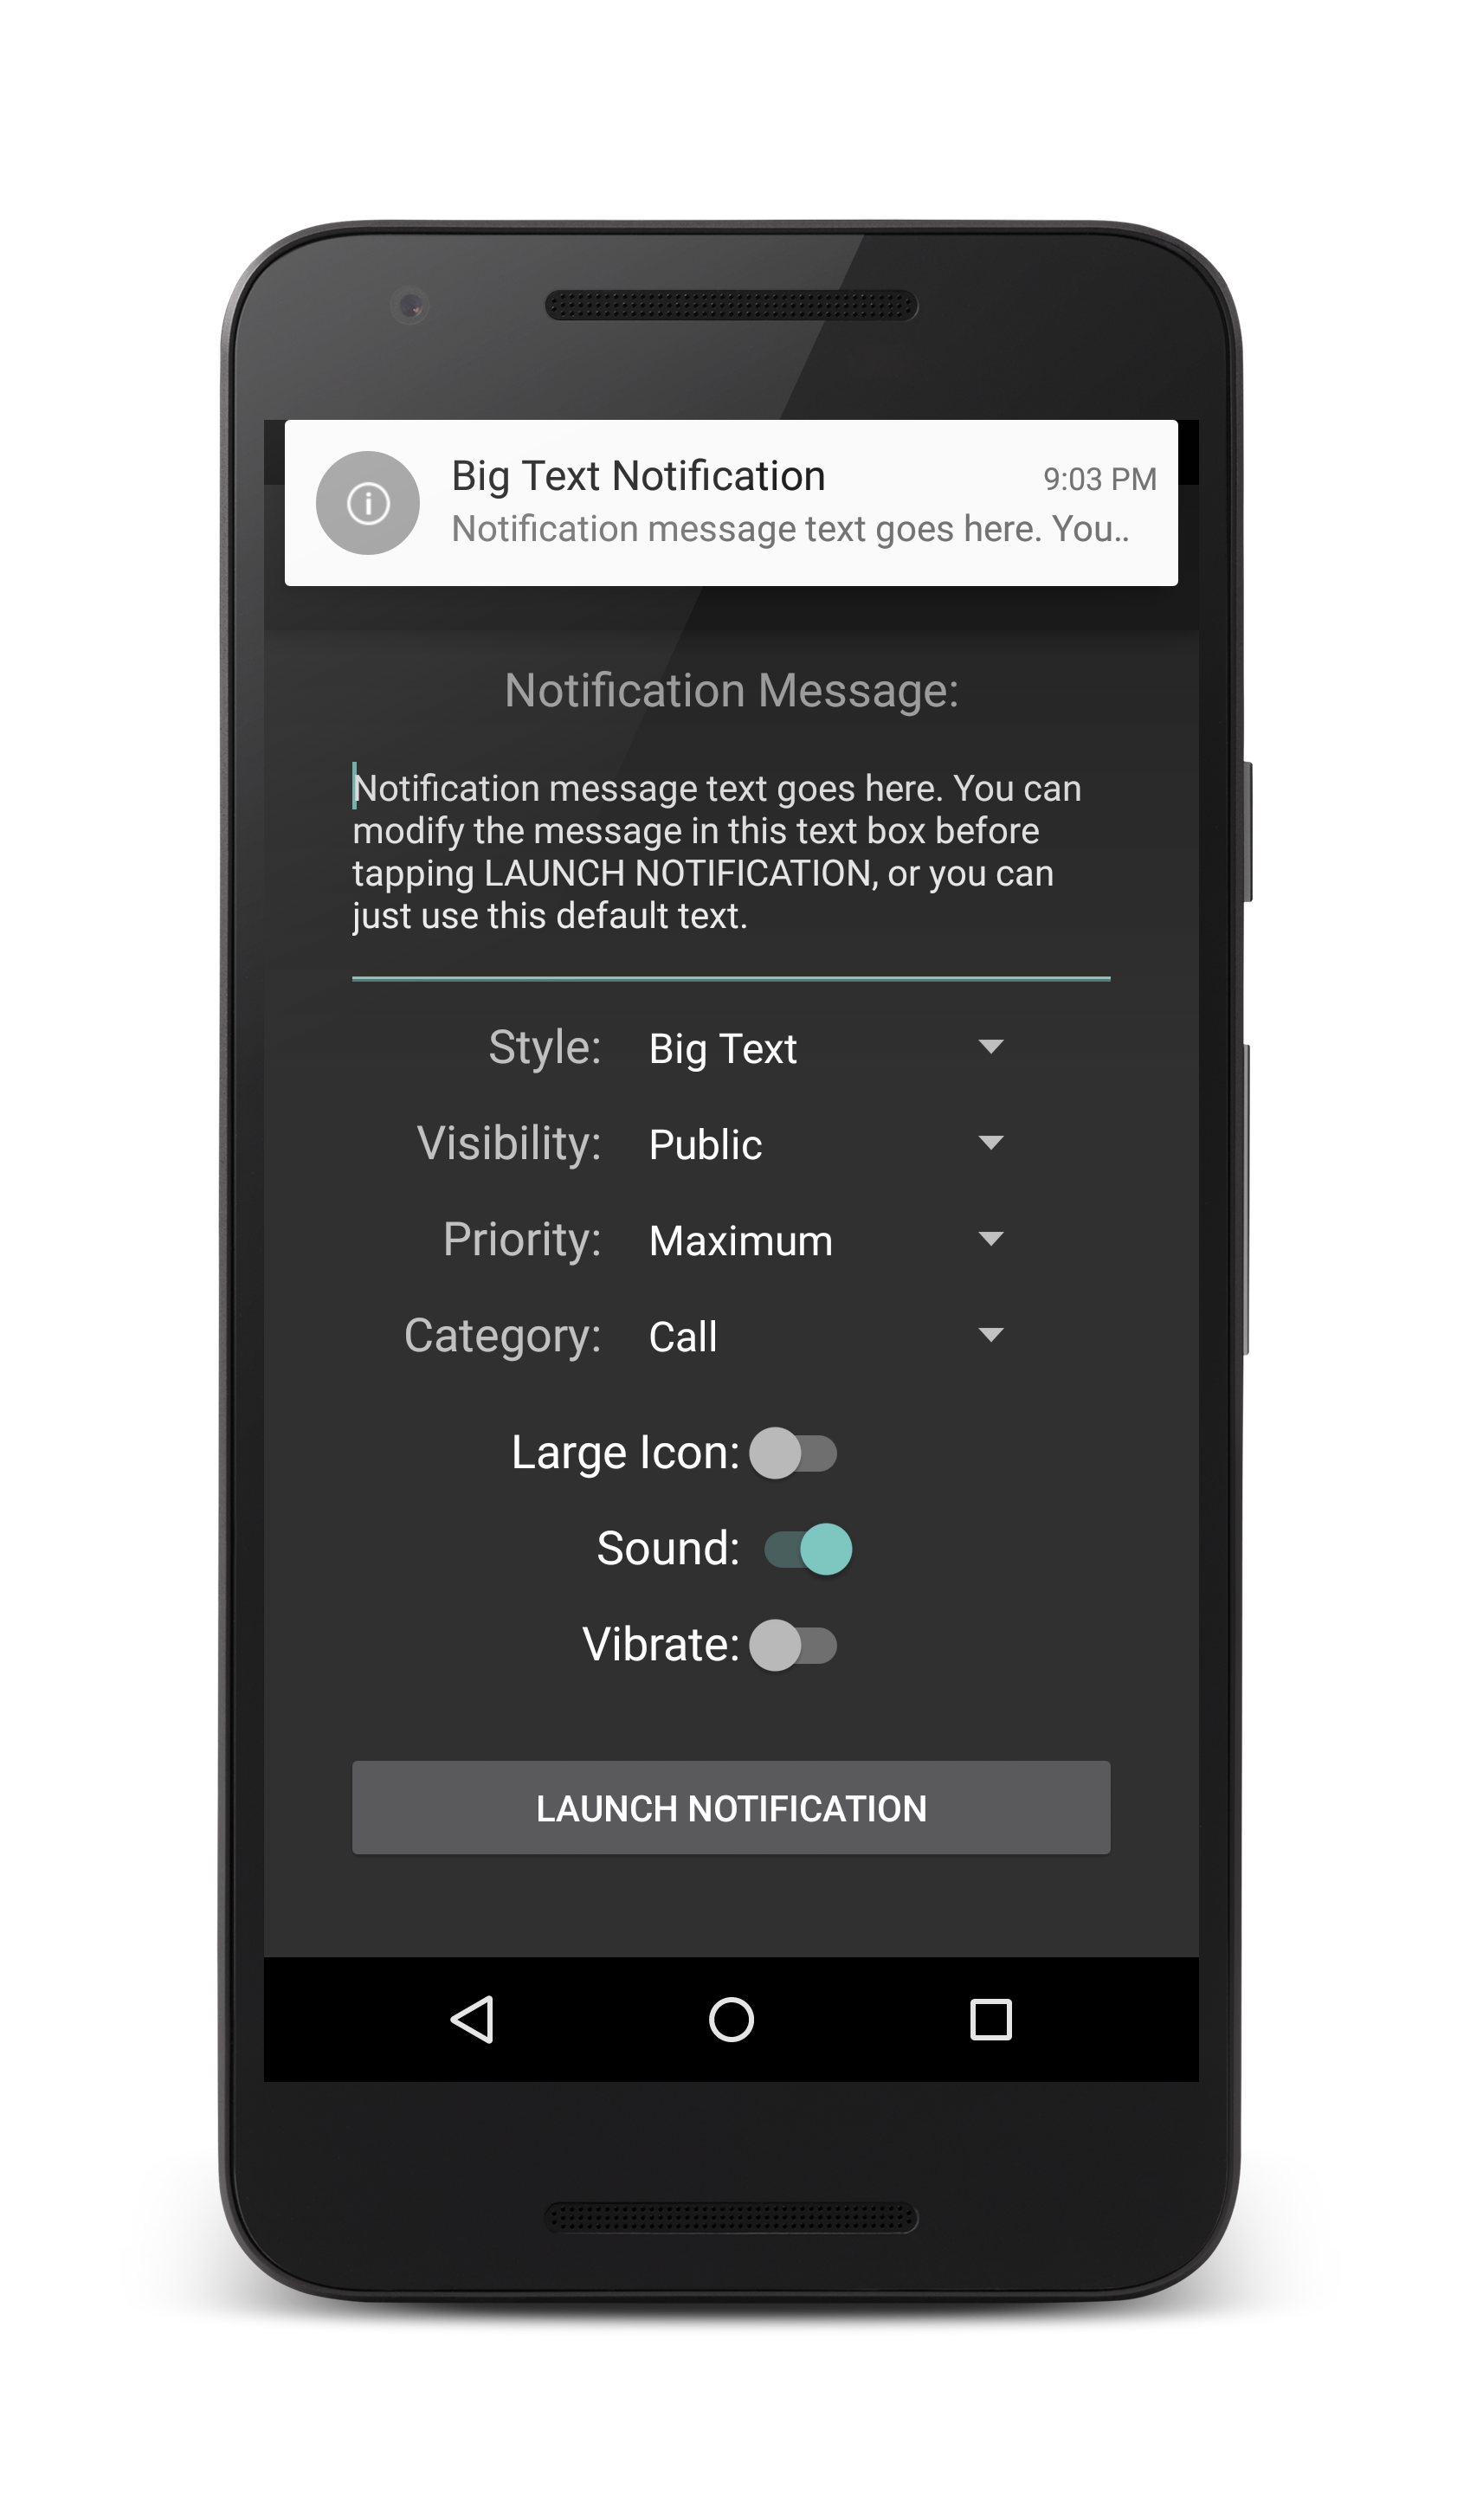 Big Text Notification
9:03 PM
Notification message text goes here. You..
Notification Message:
Notification message text goes here. You can
modify the message in this text box before
tapping LAUNCH NOTIFICATION, or you can
just use this default text.
Style: Big Text
Visibility: Public
Priority: Maximum
Category: Call
Large Icon:
Sound:
Vibrate:
LAUNCH NOTIFICATION